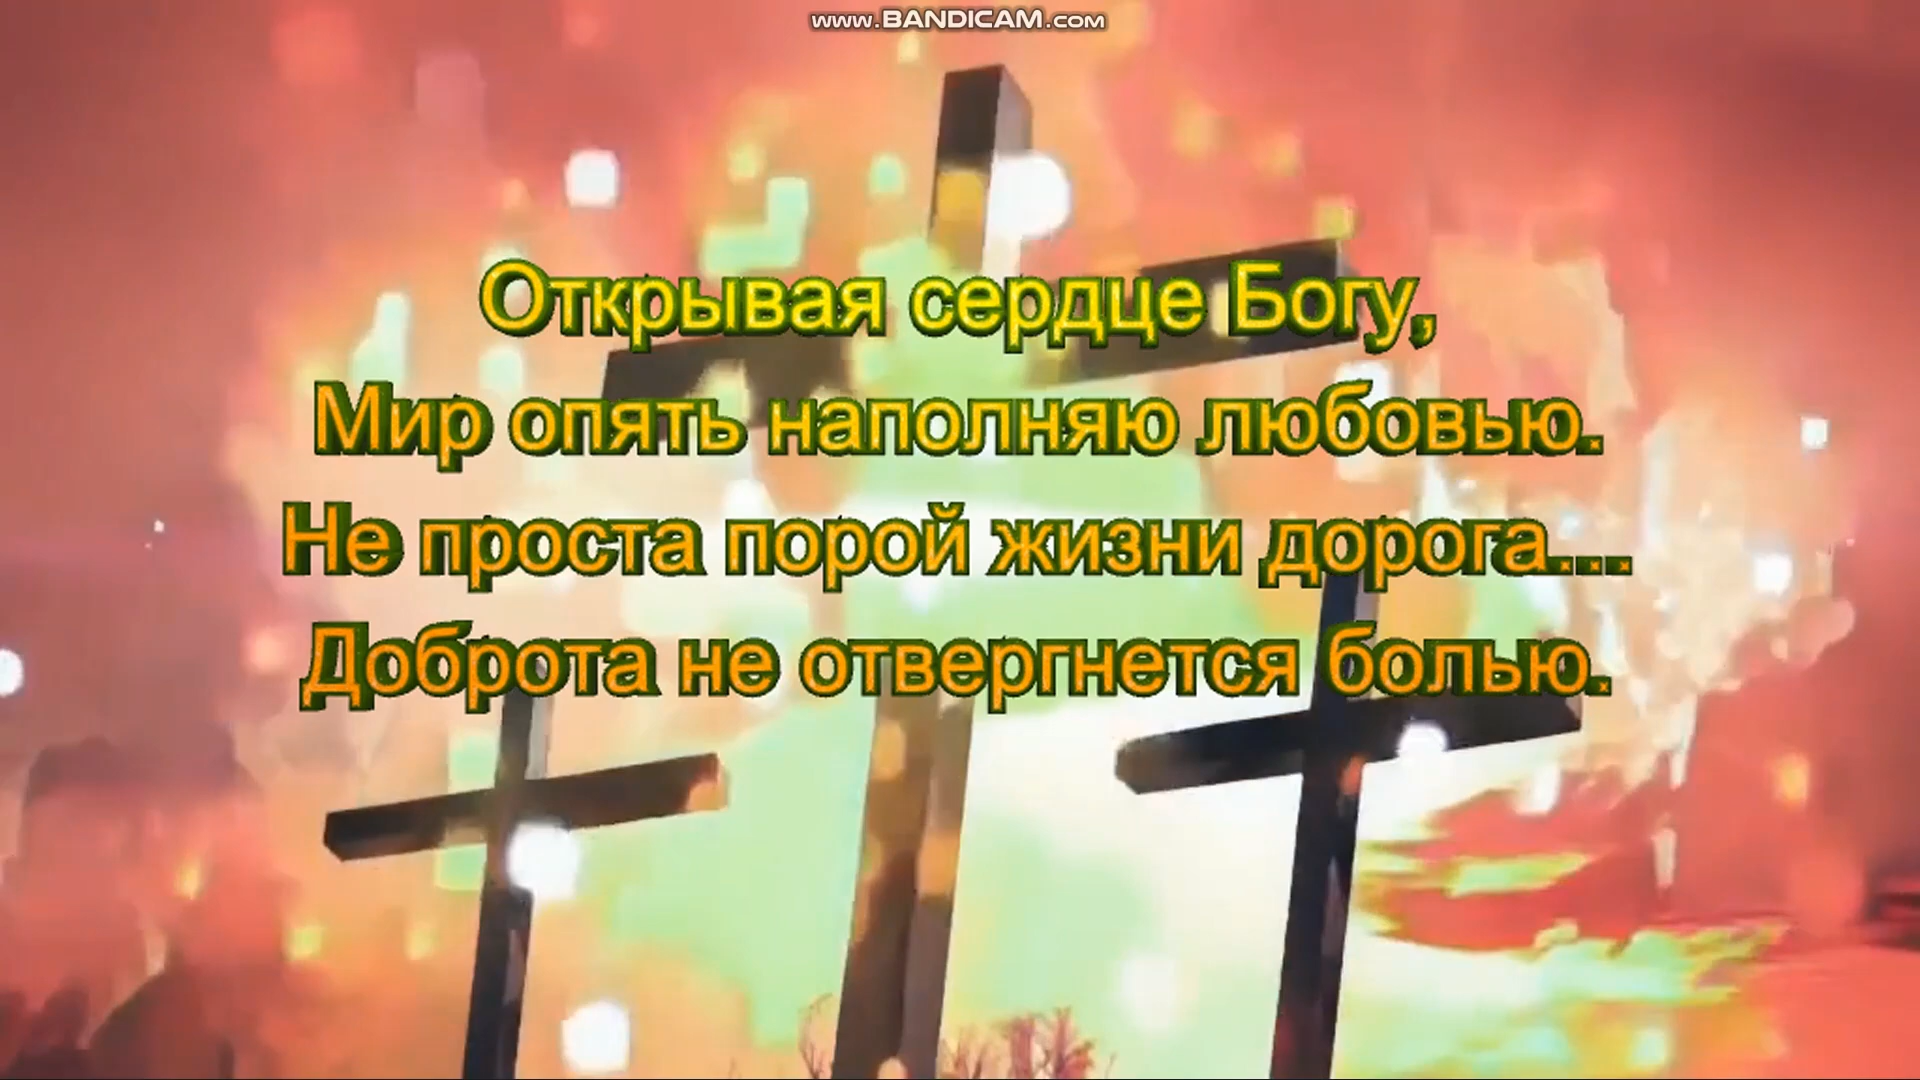 www.BANDICAM.com
Открывая сердце Богу,
Мир опять наполняю любовью.
Не проста порой жизни дорога...
Доброта не отвергнется болью.